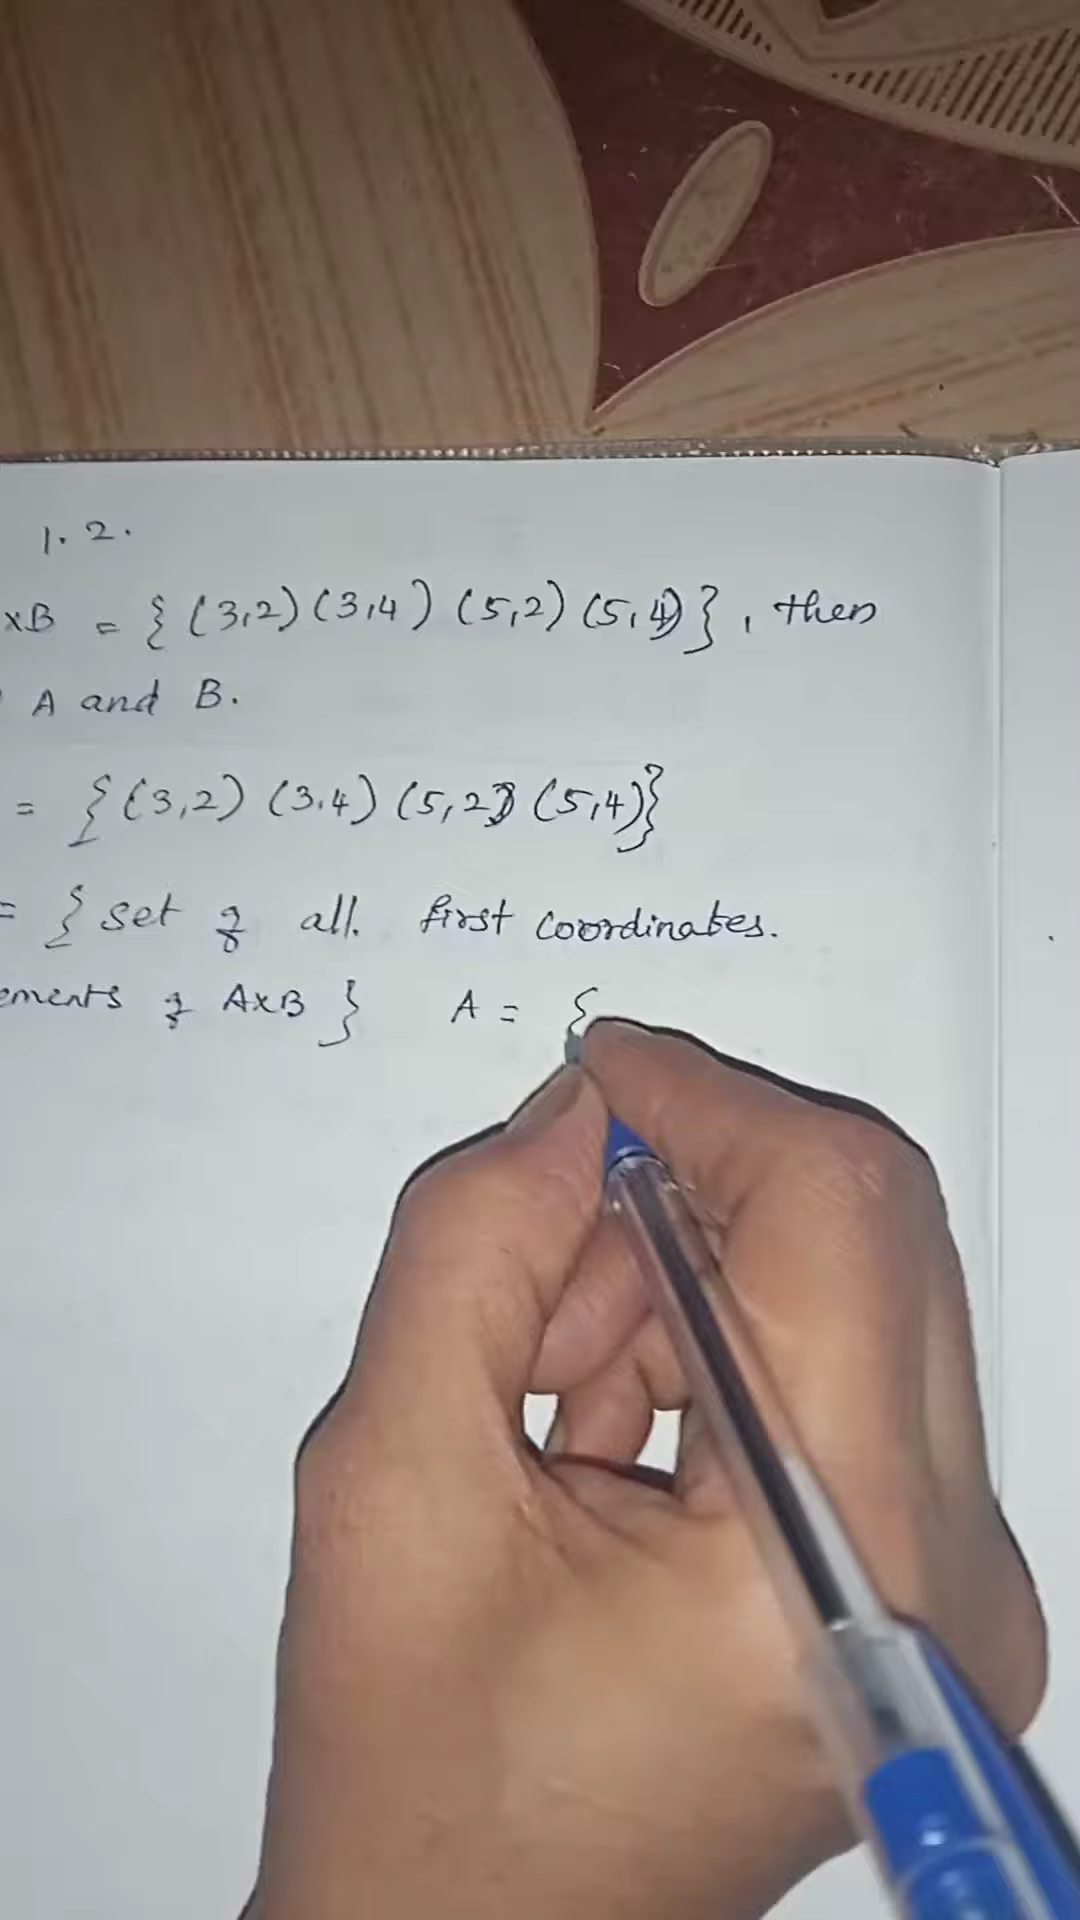 1.2.
xB = {(3,2)(3,4) (5,2) (5,4)}, then
A and B.
= {(3,2) (3,4) (5,2) (5,4)}
= { set of all first coordinates.
ements of AxB } A = {